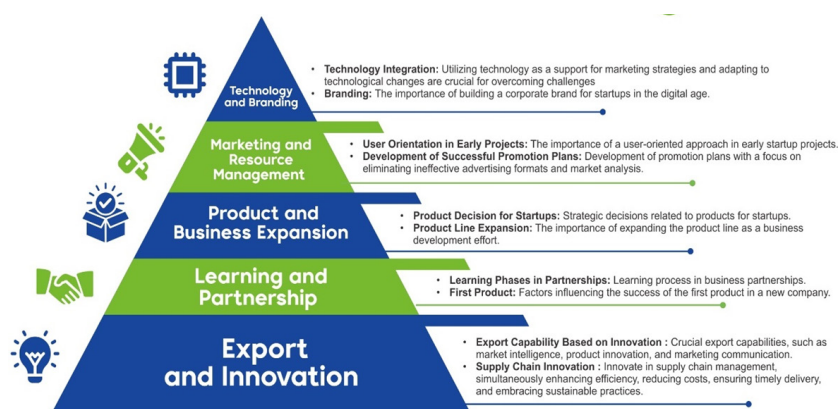 Technology
and Branding
• Technology Integration: Utilizing technology as a support for marketing strategies and adapting to
technological changes are crucial for overcoming challenges
• Branding: The importance of building a corporate brand for startups in the digital age.
Marketing and
Resource
Management
• User Orientation in Early Projects: The importance of a user-oriented approach in early startup projects.
• Development of Successful Promotion Plans: Development of promotion plans with a focus on
eliminating ineffective advertising formats and market analysis.
Product and
Business Expansion
• Product Decision for Startups: Strategic decisions related to products for startups.
• Product Line Expansion: The importance of expanding the product line as a business
development effort.
Learning and
Partnership
• Learning Phases in Partnerships: Learning process in business partnerships.
• First Product: Factors influencing the success of the first product in a new company.
Export
and Innovation
• Export Capability Based on Innovation : Crucial export capabilities, such as
market intelligence, product innovation, and marketing communication.
• Supply Chain Innovation : Innovate in supply chain management,
simultaneously enhancing efficiency, reducing costs, ensuring timely delivery,
and embracing sustainable practices.